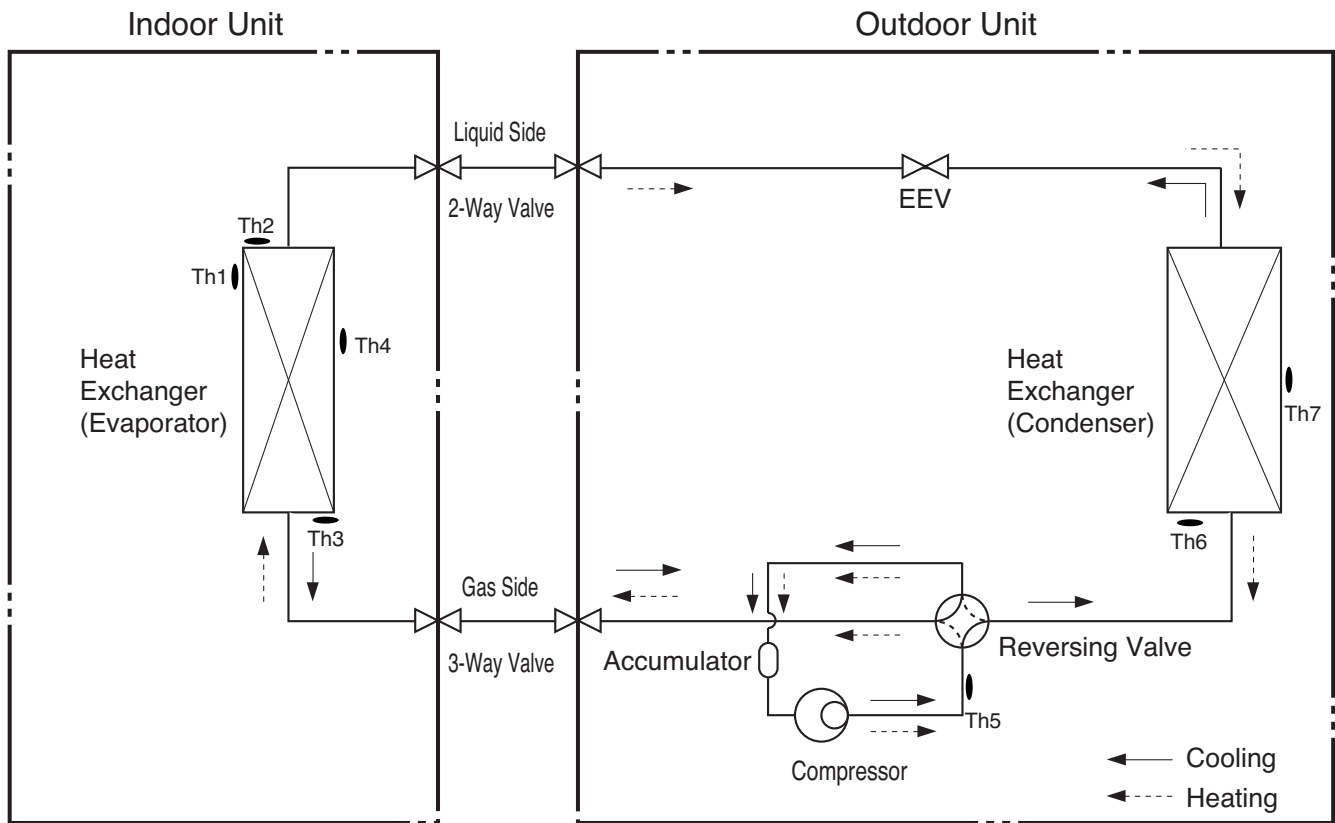 Indoor Unit
Outdoor Unit
Liquid Side
2-Way Valve
EEV
Th2
Th1
Th4
Heat
Exchanger
(Evaporator)
Heat
Exchanger
(Condenser)
Th7
Th3
Th6
Gas Side
3-Way Valve
Accumulator
Reversing Valve
Th5
Compressor
Cooling
Heating